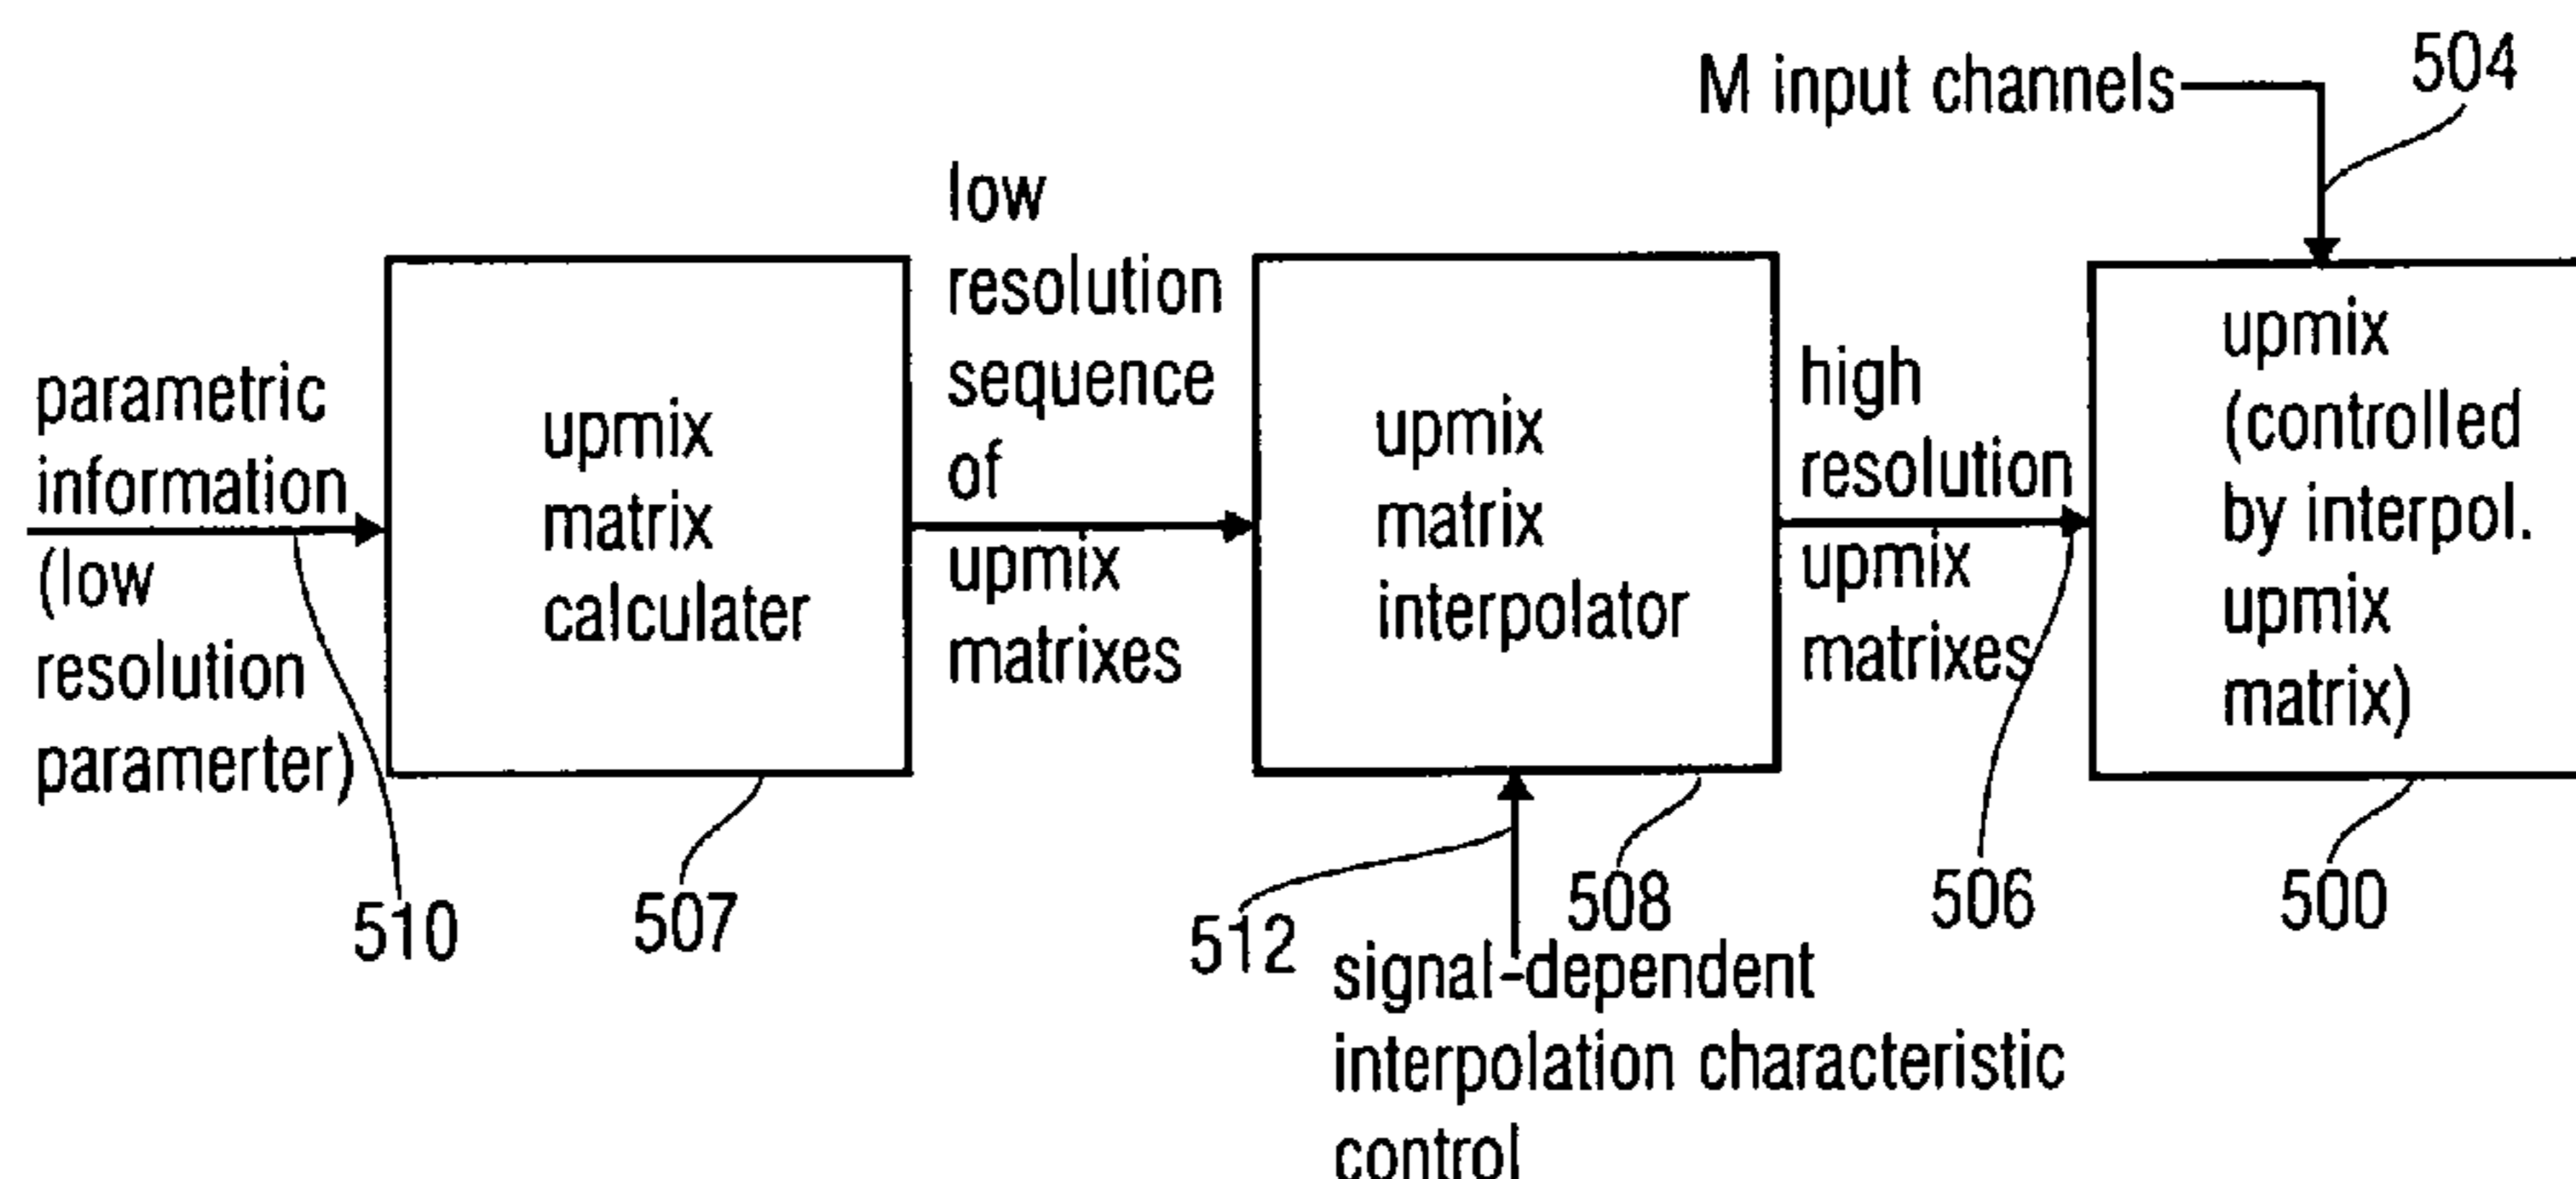 M input channels
504
parametric
information
(low
resolution
paramerter)
510
upmix
matrix
calculater
507
low
resolution
sequence
of
upmix
matrixes
upmix
matrix
interpolator
508
512
signal-dependent
interpolation characteristic
control
high
resolution
upmix
matrixes
506
upmix
(controlled
by interpol.
upmix
matrix)
500